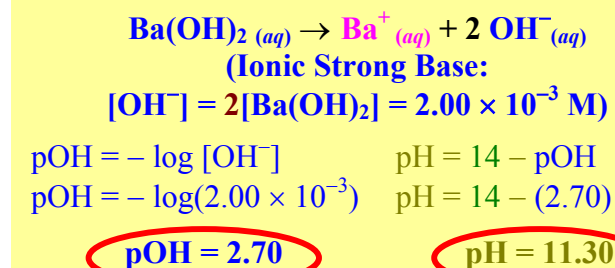 Ba(OH)₂ (aq) → Ba⁺ (aq) + 2 OH⁻(aq)
(Ionic Strong Base:
[OH⁻] = 2[Ba(OH)₂] = 2.00 × 10⁻³ M)
pOH = − log [OH⁻]
pOH = − log(2.00 × 10⁻³)
pOH = 2.70
pH = 14 − pOH
pH = 14 − (2.70)
pH = 11.30